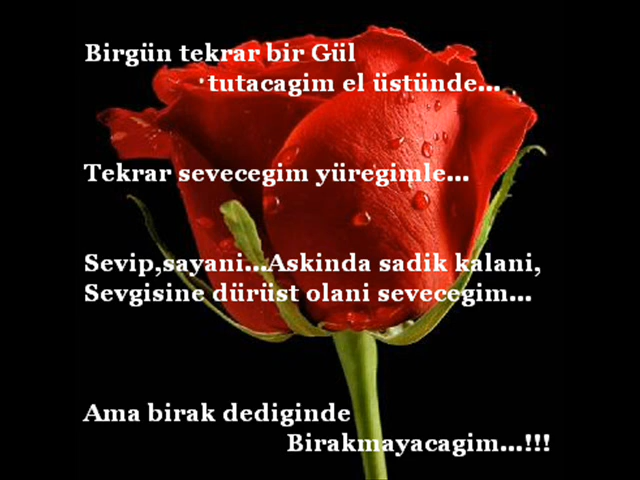 Birgün tekrar bir Gül
tutacagim el üstünde...
Tekrar sevecegim yüregimle...
Sevip,sayani...Askinda sadik kalani,
Sevgisine dürüst olani sevecegim...
Ama birak dediginde
Birakmayacagim...!!!